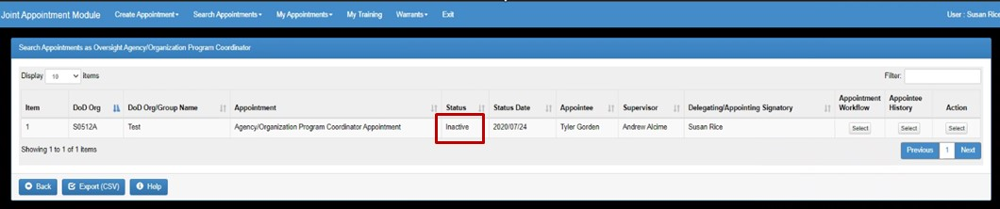 Joint Appointment Module Create Appointment Search Appointments My Appointments My Training Warrants Exit User : Susan Rice
Search Appointments as Oversight Agency/Organization Program Coordinator
Display 10 items Filter:
Item DoD Org DoD Org/Group Name Appointment Status Status Date Appointee Supervisor Delegating/Appointing Signatory Appointment Workflow Appointee History Action
1 S0512A Test Agency/Organization Program Coordinator Appointment Inactive 2020/07/24 Tyler Gorden Andrew Alcime Susan Rice Select Select Select
Showing 1 to 1 of 1 items Previous 1 Next
Back Export (CSV) Help